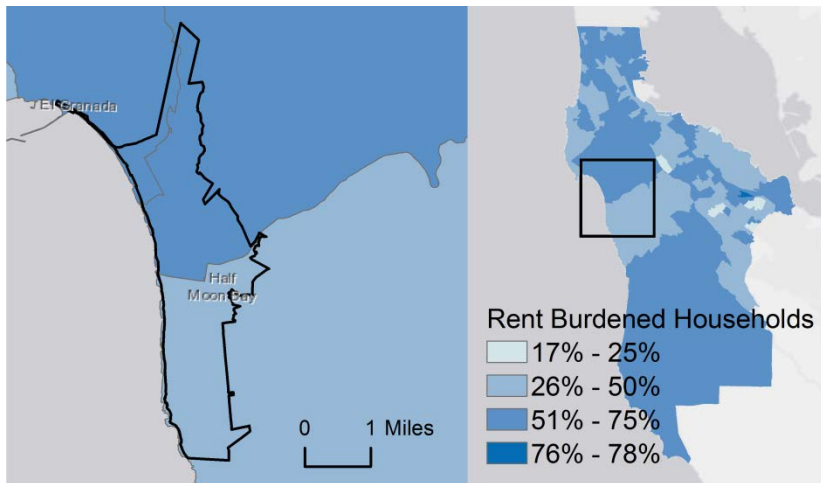 El Granada
Half
Moon Bay
0 1 Miles
Rent Burdened Households
17% - 25%
26% - 50%
51% - 75%
76% - 78%